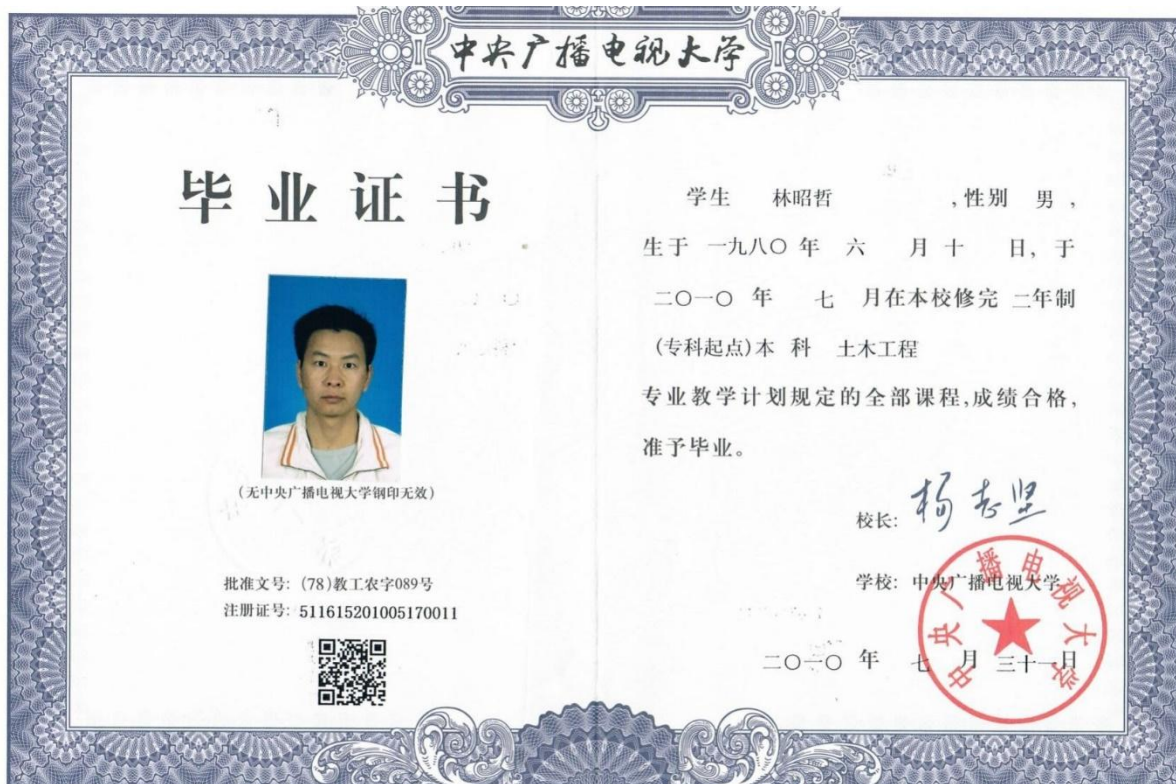 中央广播电视大学
毕业证书
(无中央广播电视大学钢印无效)
批准文号: (78)教工农字089号
注册证号: 511615201005170011
学生 林昭哲 ,性别 男 ,
生于 一九八〇 年 六 月 十 日, 于
二〇一〇 年 七 月在本校修完 二年制
(专科起点)本 科 土木工程
专业教学计划规定的全部课程,成绩合格,
准予毕业。
校长: 杨志坚
学校: 中央广播电视大学
二〇一〇 年 七 月 三十一日
中央广播电视大学